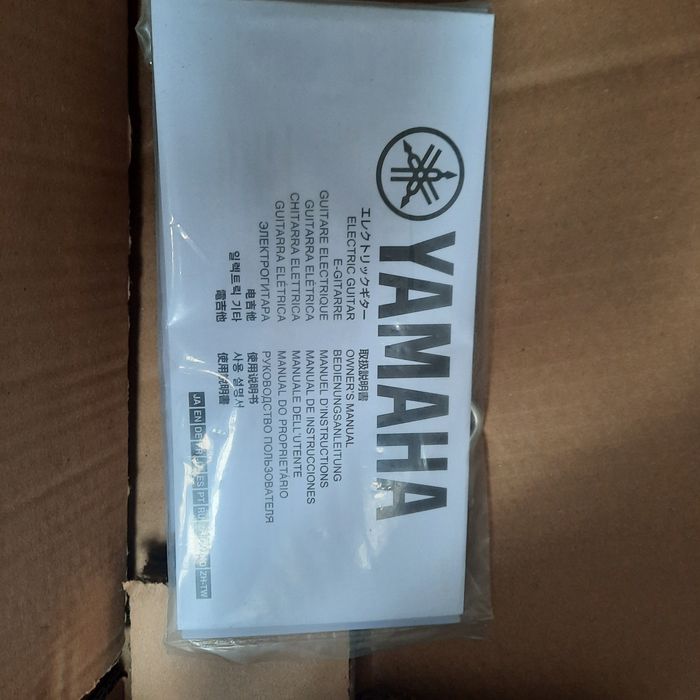 YAMAHA
エレクトリックギター 取扱説明書
ELECTRIC GUITAR OWNER'S MANUAL
E-GITARRE BEDIENUNGSANLEITUNG
GUITARE ELECTRIQUE MANUEL D'INSTRUCTIONS
GUITARRA ELÉCTRICA MANUAL DE INSTRUCCIONES
CHITARRA ELETTRICA MANUALE DELL'UTENTE
GUITARRA ELÉTRICA MANUAL DO PROPRIETÁRIO
ЭЛЕКТРОГИТАРА РУКОВОДСТВО ПОЛЬЗОВАТЕЛЯ
电吉他 使用说明书
일렉트릭 기타 사용 설명서
電吉他 使用說明書
JA EN DE FR ES PT RU ZH-TW